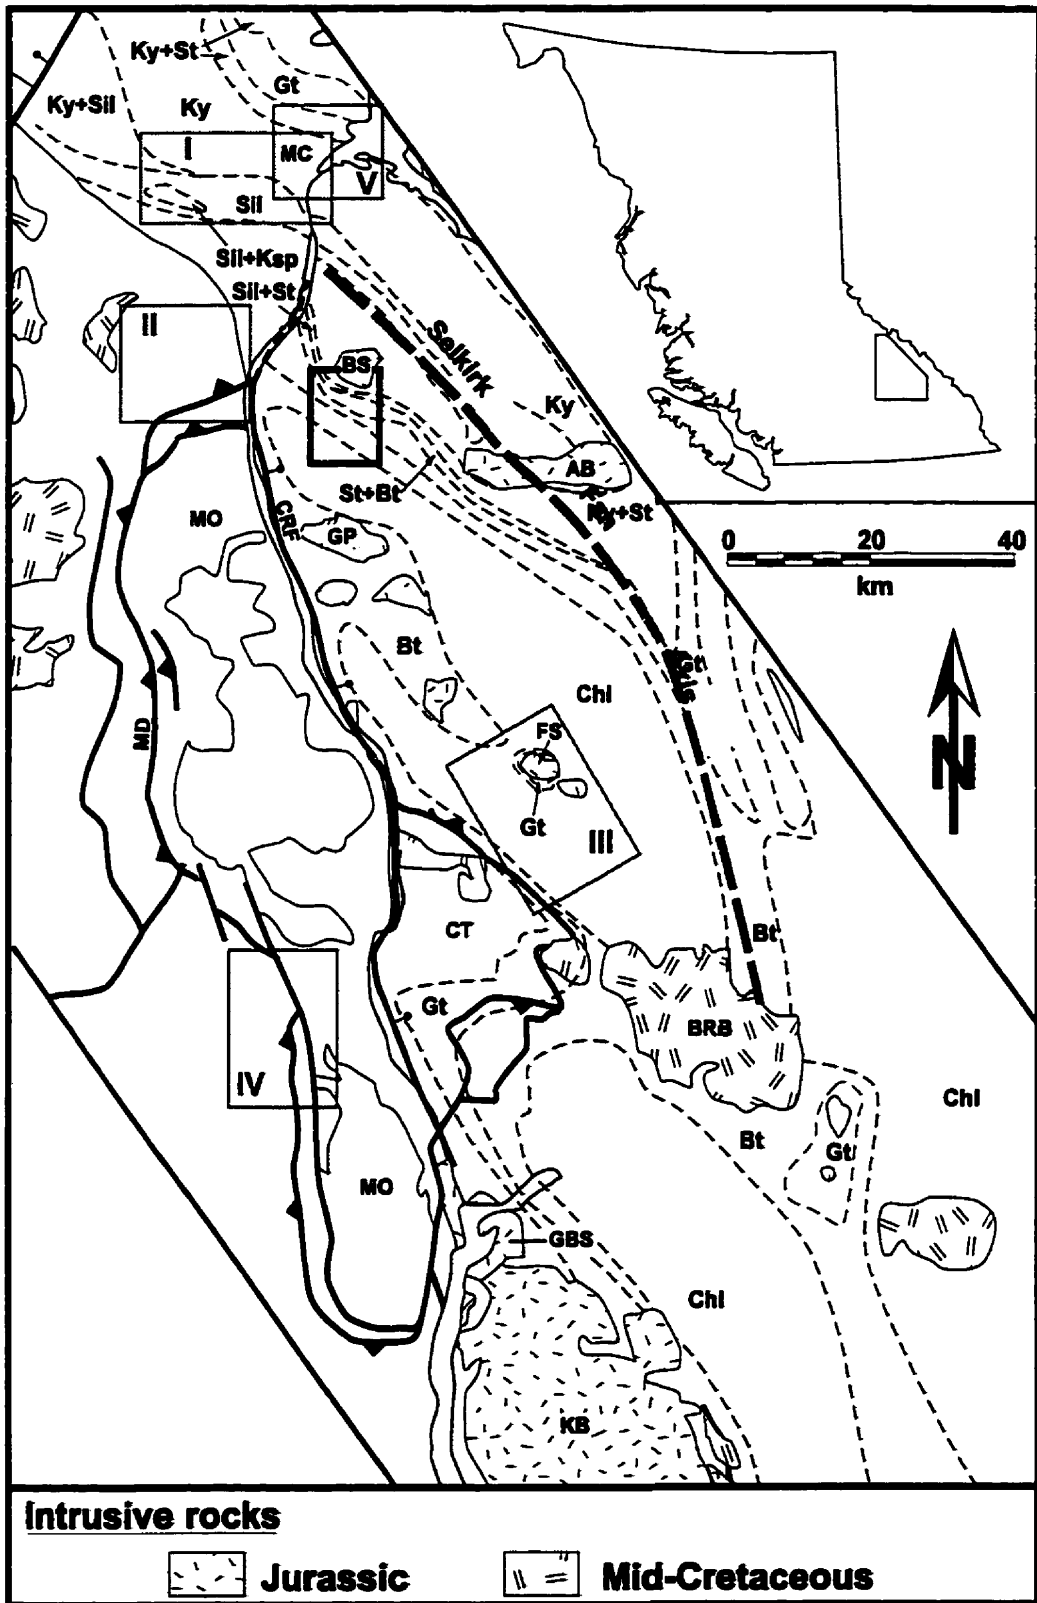 Ky+St
Gt
Ky+Sil
Ky
I
MC
V
Sil
Sil+Ksp
Sil+St
II
Selkirk
BS
Ky
AB
St+Bt
Ky+St
MO
CRF
GP
0 20 40
km
Bt
Gt
Chl
Axis
N
MD
FS
Gt
III
CT
Bt
Gt
BRB
IV
Chl
Bt
Gt
MO
GBS
Chl
KB
Intrusive rocks
Jurassic
Mid-Cretaceous